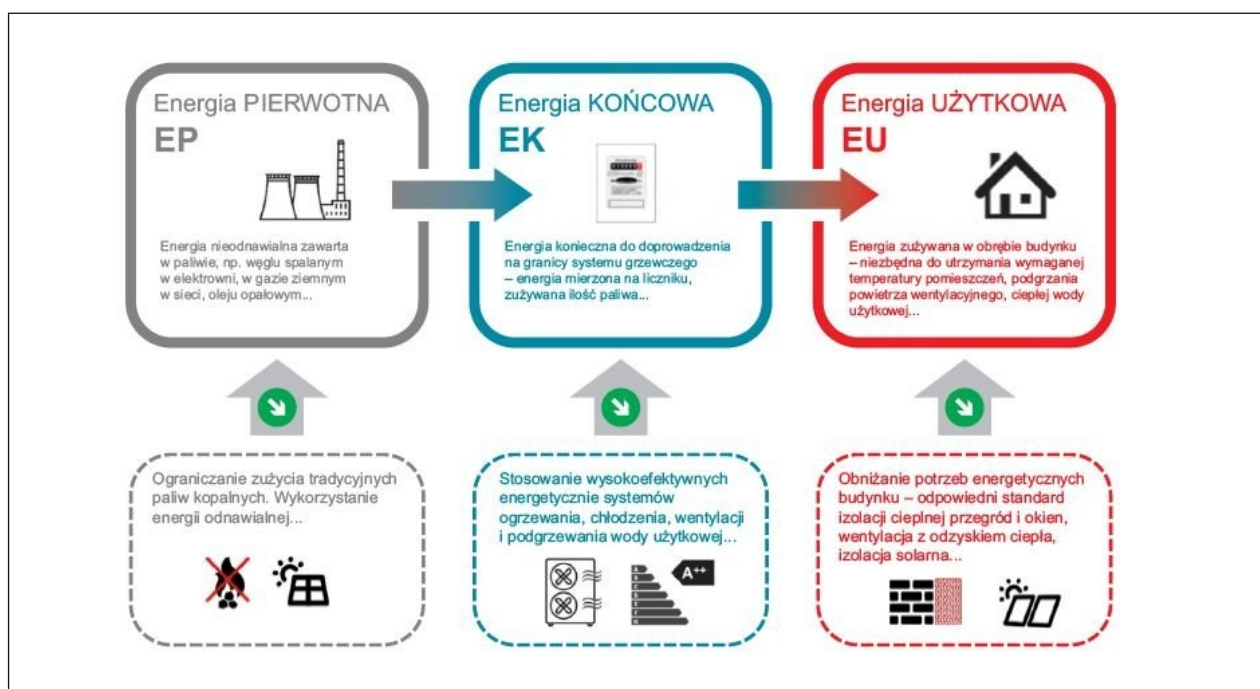 Energia PIERWOTNA
EP
Energia nieodnawialna zawarta
w paliwie, np. węglu spalanym
w elektrowni, w gazie ziemnym
w sieci, oleju opałowym...
Energia KOŃCOWA
EK
Energia konieczna do doprowadzenia
na granicy systemu grzewczego
– energia mierzona na liczniku,
zużywana ilość paliwa...
Energia UŻYTKOWA
EU
Energia zużywana w obrębie budynku
– niezbędna do utrzymania wymaganej
temperatury pomieszczeń, podgrzania
powietrza wentylacyjnego, ciepłej wody
użytkowej...
Ograniczanie zużycia tradycyjnych
paliw kopalnych. Wykorzystanie
energii odnawialnej...
Stosowanie wysokoefektywnych
energetycznie systemów
ogrzewania, chłodzenia, wentylacji
i podgrzewania wody użytkowej...
A++
Obniżanie potrzeb energetycznych
budynku – odpowiedni standard
izolacji cieplnej przegród i okien,
wentylacja z odzyskiem ciepła,
izolacja solarna...